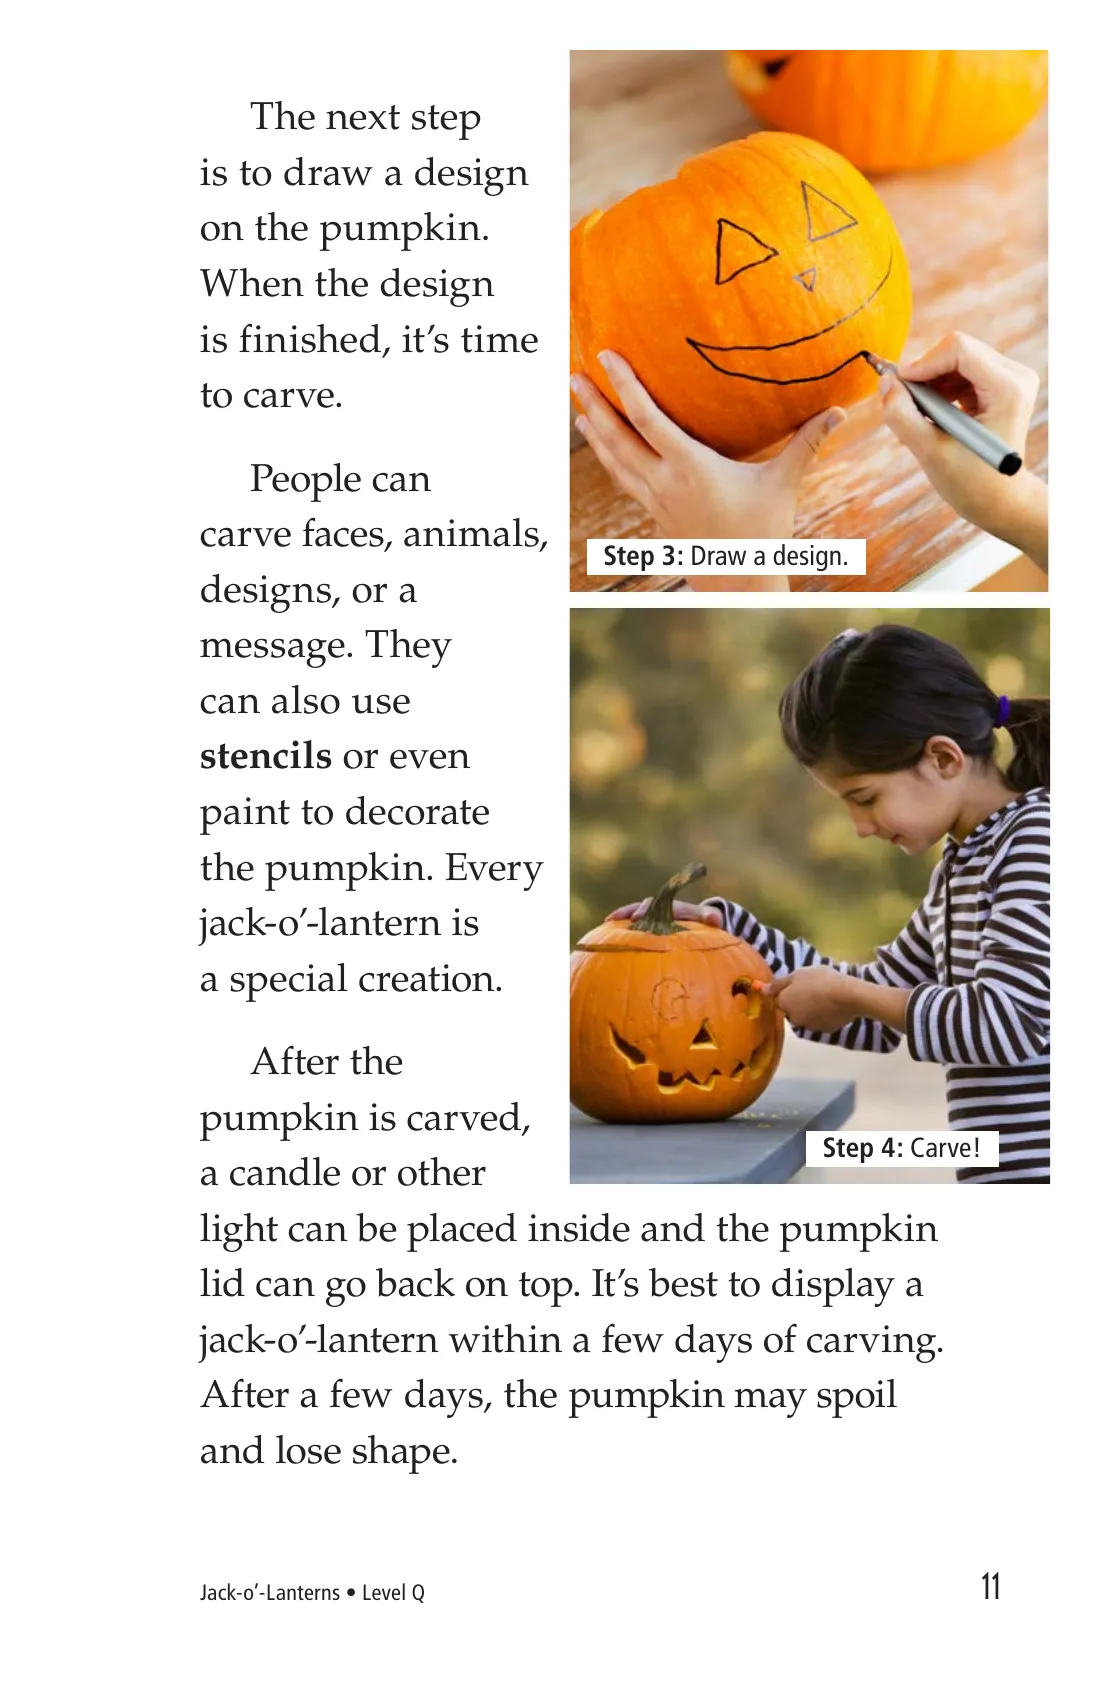 The next step
is to draw a design
on the pumpkin.
When the design
is finished, it’s time
to carve.
People can
carve faces, animals,
designs, or a
message. They
can also use
stencils or even
paint to decorate
the pumpkin. Every
jack-o’-lantern is
a special creation.
After the
pumpkin is carved,
a candle or other
light can be placed inside and the pumpkin
lid can go back on top. It’s best to display a
jack-o’-lantern within a few days of carving.
After a few days, the pumpkin may spoil
and lose shape.
Step 3: Draw a design.
Step 4: Carve!
Jack-o’-Lanterns • Level Q
11